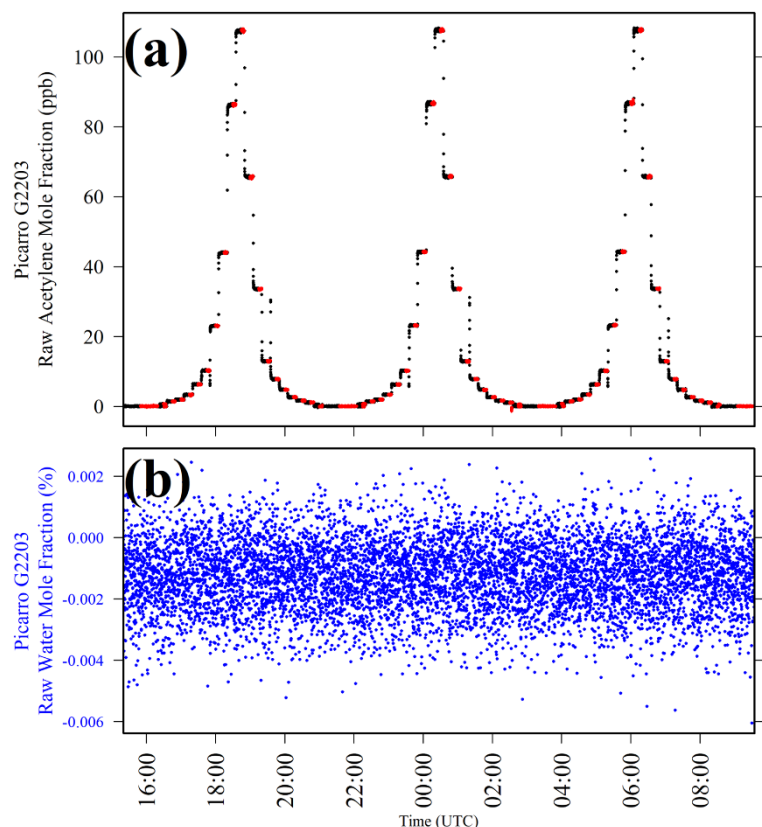 (a)
Picarro G2203
Raw Acetylene Mole Fraction (ppb)
100
80
60
40
20
0
(b)
Picarro G2203
Raw Water Mole Fraction (%)
0.002
0.000
-0.002
-0.004
-0.006
16:00
18:00
20:00
22:00
00:00
02:00
04:00
06:00
08:00
Time (UTC)